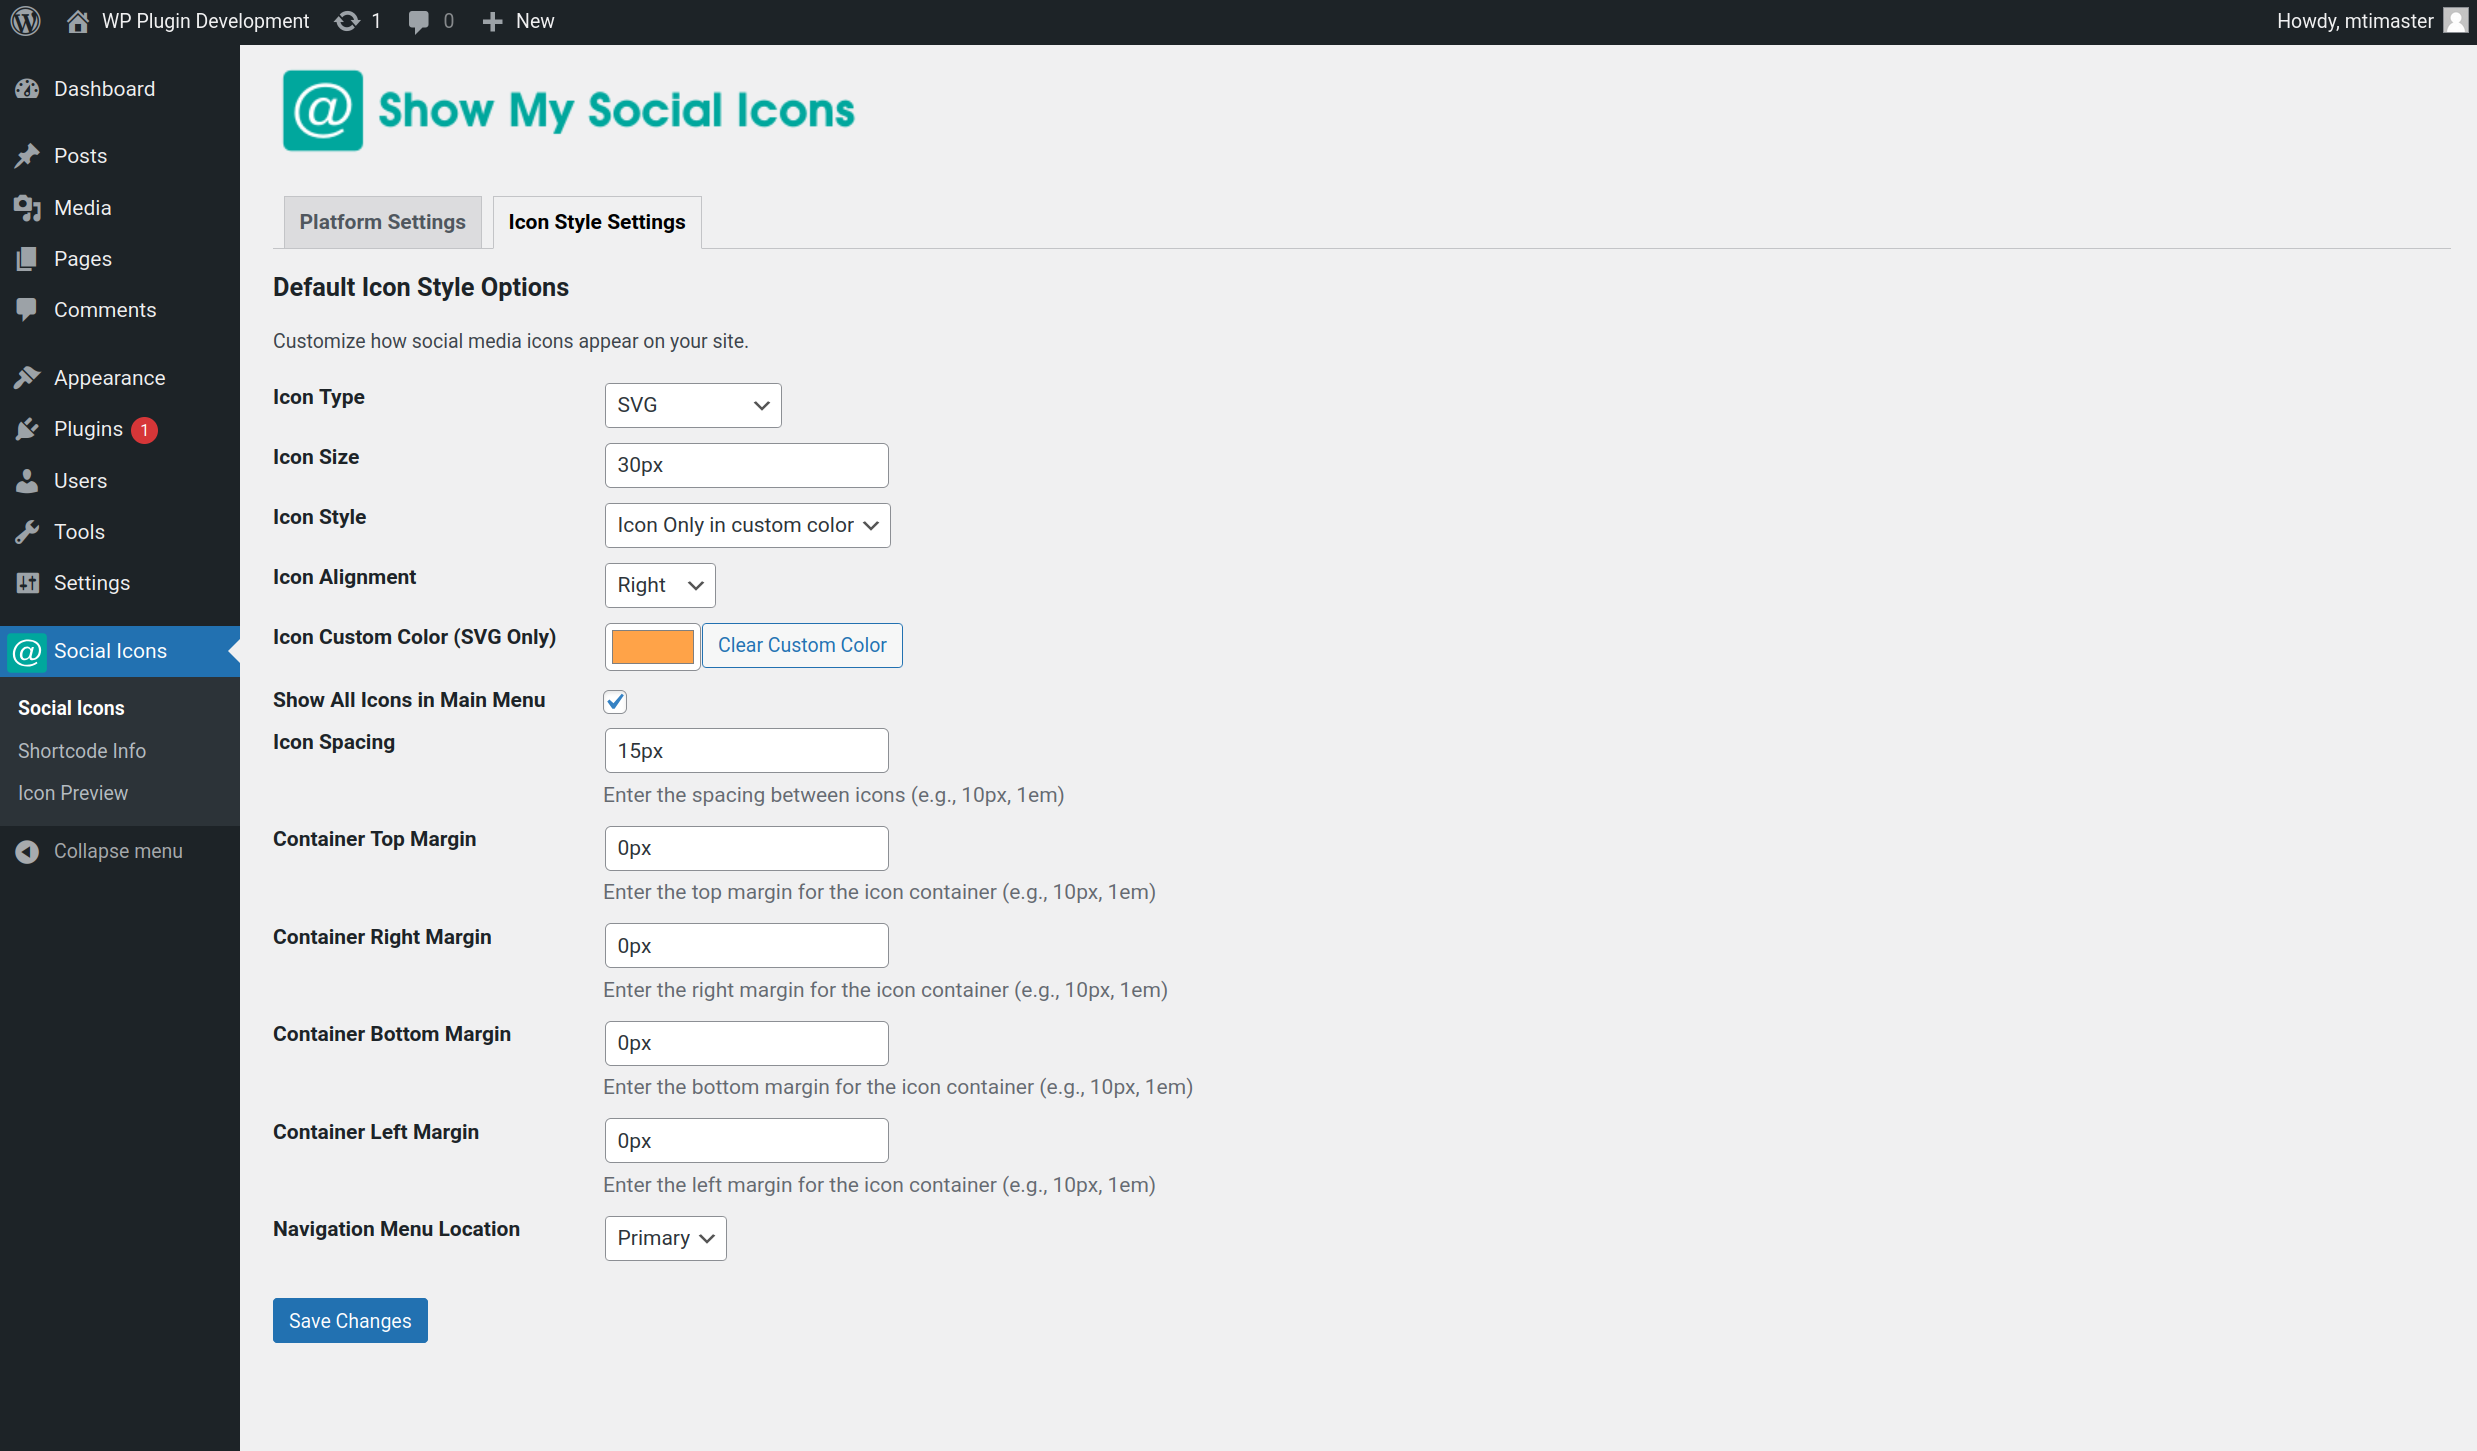 WP Plugin Development 1 0 New Howdy, mtimaster
Dashboard
Posts
Media
Pages
Comments
Appearance
Plugins 1
Users
Tools
Settings
@ Social Icons
Social Icons
Shortcode Info
Icon Preview
Collapse menu
@ Show My Social Icons
Platform Settings Icon Style Settings
Default Icon Style Options
Customize how social media icons appear on your site.
Icon Type SVG
Icon Size 30px
Icon Style Icon Only in custom color
Icon Alignment Right
Icon Custom Color (SVG Only) Clear Custom Color
Show All Icons in Main Menu
Icon Spacing 15px
Enter the spacing between icons (e.g., 10px, 1em)
Container Top Margin 0px
Enter the top margin for the icon container (e.g., 10px, 1em)
Container Right Margin 0px
Enter the right margin for the icon container (e.g., 10px, 1em)
Container Bottom Margin 0px
Enter the bottom margin for the icon container (e.g., 10px, 1em)
Container Left Margin 0px
Enter the left margin for the icon container (e.g., 10px, 1em)
Navigation Menu Location Primary
Save Changes